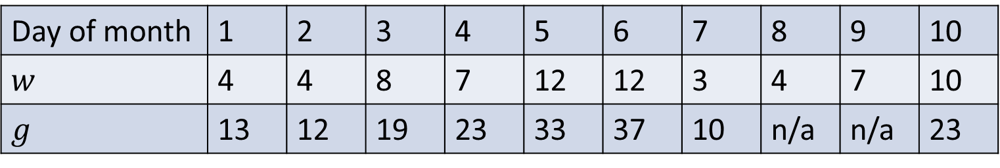 Day of month 1 2 3 4 5 6 7 8 9 10
w 4 4 8 7 12 12 3 4 7 10
g 13 12 19 23 33 37 10 n/a n/a 23